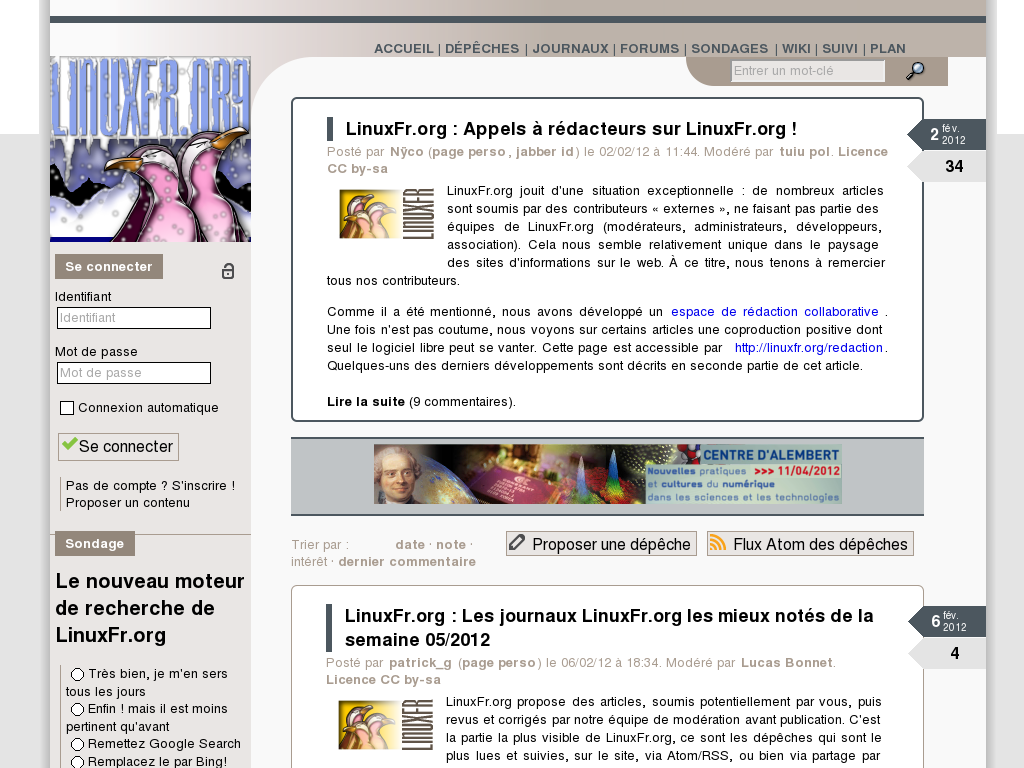 ACCUEIL | DÉPÊCHES | JOURNAUX | FORUMS | SONDAGES | WIKI | SUIVI | PLAN
Entrer un mot-clé
LINUXFR.ORG
Se connecter
Identifiant
Identifiant
Mot de passe
Mot de passe
Connexion automatique
Se connecter
Pas de compte ? S'inscrire !
Proposer un contenu
Sondage
Le nouveau moteur
de recherche de
LinuxFr.org
Très bien, je m'en sers
tous les jours
Enfin ! mais il est moins
pertinent qu'avant
Remettez Google Search
Remplacez le par Bing!
LinuxFr.org : Appels à rédacteurs sur LinuxFr.org !
2 fév. 2012
34
Posté par Nÿco (page perso, jabber id) le 02/02/12 à 11:44. Modéré par tuiu pol. Licence
CC by-sa
LINUXFR
LinuxFr.org jouit d'une situation exceptionnelle : de nombreux articles
sont soumis par des contributeurs « externes », ne faisant pas partie des
équipes de LinuxFr.org (modérateurs, administrateurs, développeurs,
association). Cela nous semble relativement unique dans le paysage
des sites d'informations sur le web. À ce titre, nous tenons à remercier
tous nos contributeurs.
Comme il a été mentionné, nous avons développé un espace de rédaction collaborative .
Une fois n'est pas coutume, nous voyons sur certains articles une coproduction positive dont
seul le logiciel libre peut se vanter. Cette page est accessible par http://linuxfr.org/redaction.
Quelques-uns des derniers développements sont décrits en seconde partie de cet article.
Lire la suite (9 commentaires).
CENTRE D'ALEMBERT
Nouvelles pratiques >>> 11/04/2012
et cultures du numérique
dans les sciences et les technologies
Trier par : date · note ·
intérêt · dernier commentaire
Proposer une dépêche
Flux Atom des dépêches
LinuxFr.org : Les journaux LinuxFr.org les mieux notés de la
semaine 05/2012
6 fév. 2012
4
Posté par patrick_g (page perso) le 06/02/12 à 18:34. Modéré par Lucas Bonnet.
Licence CC by-sa
LINUXFR
LinuxFr.org propose des articles, soumis potentiellement par vous, puis
revus et corrigés par notre équipe de modération avant publication. C'est
la partie la plus visible de LinuxFr.org, ce sont les dépêches qui sont le
plus lues et suivies, sur le site, via Atom/RSS, ou bien via partage par